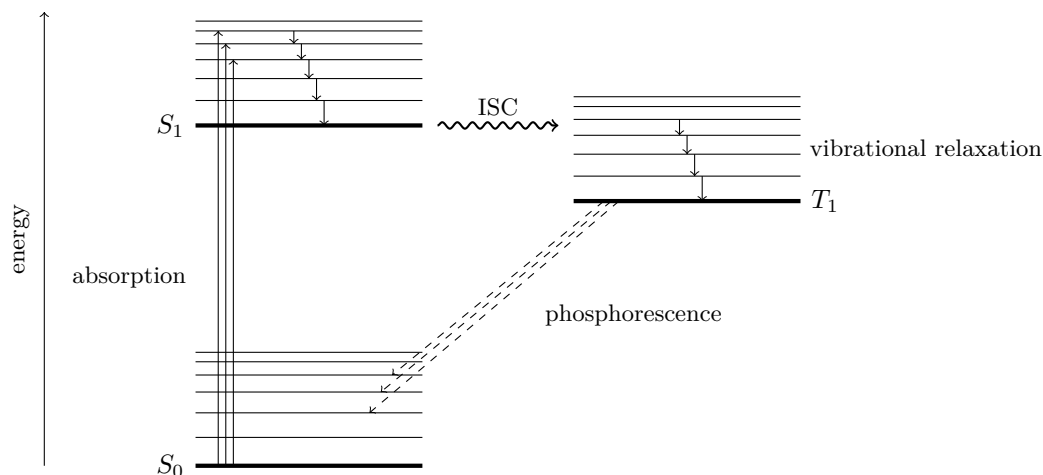 ISC
S₁
vibrational relaxation
T₁
energy
absorption
phosphorescence
S₀